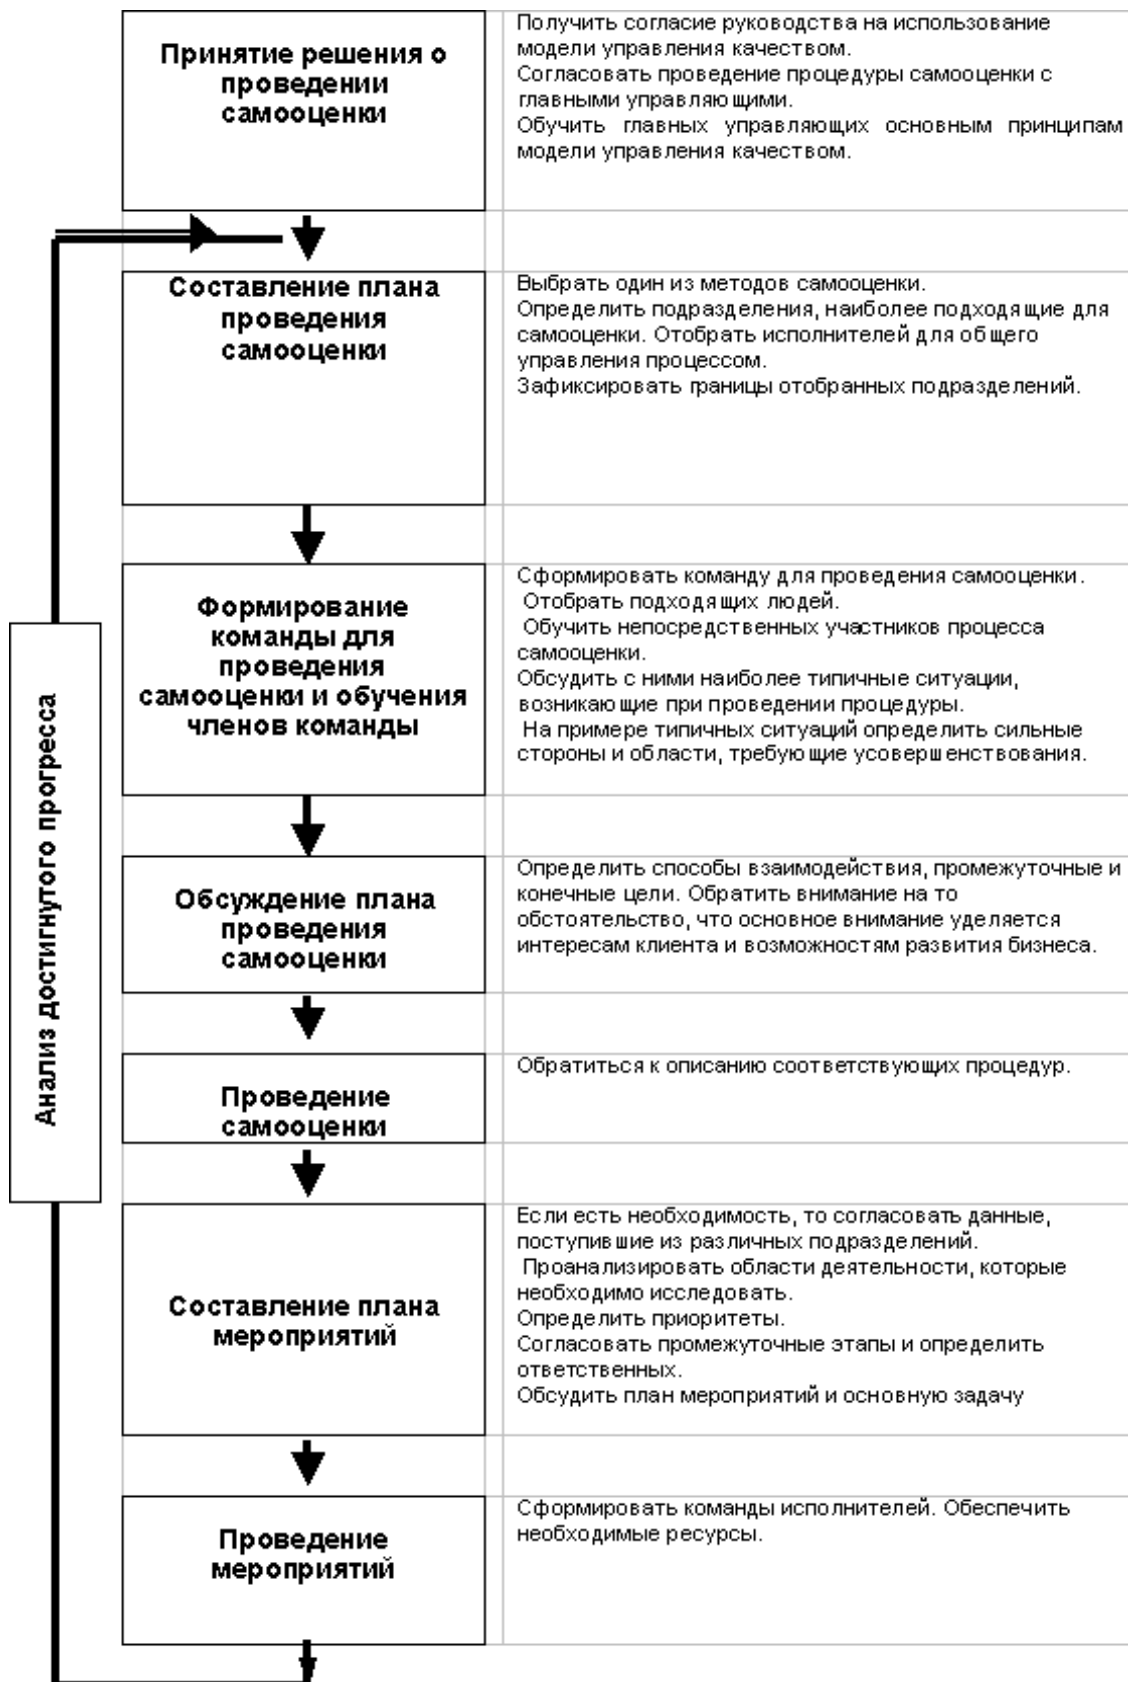 Принятие решения о
проведении
самооценки
Получить согласие руководства на использование
модели управления качеством.
Согласовать проведение процедуры самооценки с
главными управляющими.
Обучить главных управляющих основным принципам
модели управления качеством.
Составление плана
проведения
самооценки
Выбрать один из методов самооценки.
Определить подразделения, наиболее подходящие для
самооценки. Отобрать исполнителей для общего
управления процессом.
Зафиксировать границы отобранных подразделений.
Формирование
команды для
проведения
самооценки и обучения
членов команды
Сформировать команду для проведения самооценки.
Отобрать подходящих людей.
Обучить непосредственных участников процесса
самооценки.
Обсудить с ними наиболее типичные ситуации,
возникающие при проведении процедуры.
На примере типичных ситуаций определить сильные
стороны и области, требующие усовершенствования.
Анализ достигнутого прогресса
Обсуждение плана
проведения
самооценки
Определить способы взаимодействия, промежуточные и
конечные цели. Обратить внимание на то
обстоятельство, что основное внимание уделяется
интересам клиента и возможностям развития бизнеса.
Проведение
самооценки
Обратиться к описанию соответствующих процедур.
Составление плана
мероприятий
Если есть необходимость, то согласовать данные,
поступившие из различных подразделений.
Проанализировать области деятельности, которые
необходимо исследовать.
Определить приоритеты.
Согласовать промежуточные этапы и определить
ответственных.
Обсудить план мероприятий и основную задачу
Проведение
мероприятий
Сформировать команды исполнителей. Обеспечить
необходимые ресурсы.